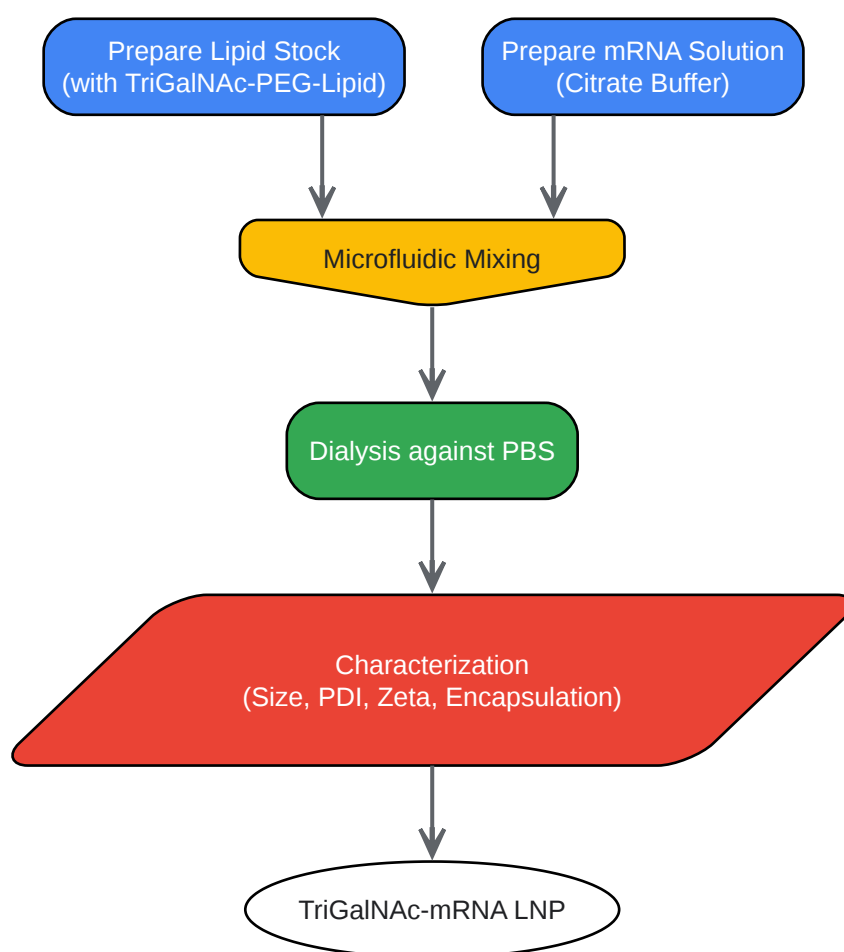 Prepare Lipid Stock
(with TriGalNAc-PEG-Lipid)
Prepare mRNA Solution
(Citrate Buffer)
Microfluidic Mixing
Dialysis against PBS
Characterization
(Size, PDI, Zeta, Encapsulation)
TriGalNAc-mRNA LNP